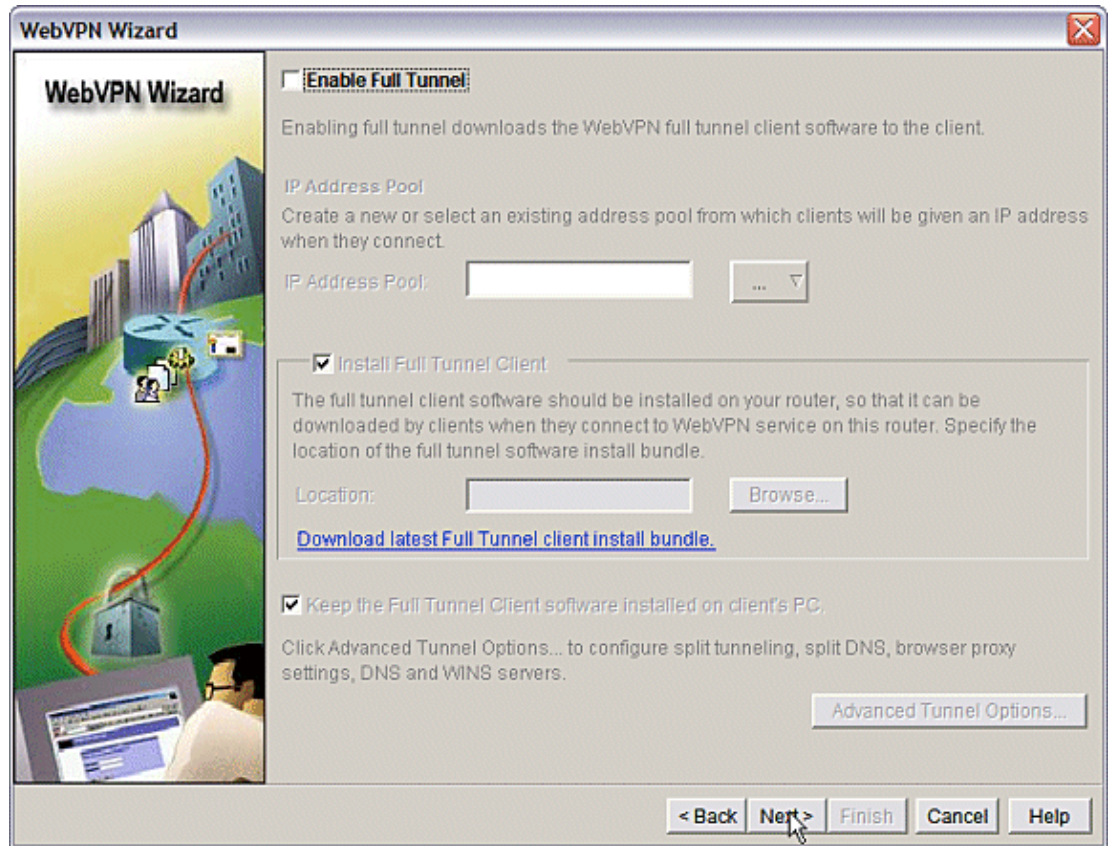 WebVPN Wizard
WebVPN Wizard
Enable Full Tunnel
Enabling full tunnel downloads the WebVPN full tunnel client software to the client.
IP Address Pool
Create a new or select an existing address pool from which clients will be given an IP address
when they connect.
IP Address Pool:
...
Install Full Tunnel Client
The full tunnel client software should be installed on your router, so that it can be
downloaded by clients when they connect to WebVPN service on this router. Specify the
location of the full tunnel software install bundle.
Location:
Browse...
Download latest Full Tunnel client install bundle.
Keep the Full Tunnel Client software installed on client's PC.
Click Advanced Tunnel Options... to configure split tunneling, split DNS, browser proxy
settings, DNS and WINS servers.
Advanced Tunnel Options...
< Back Next > Finish Cancel Help